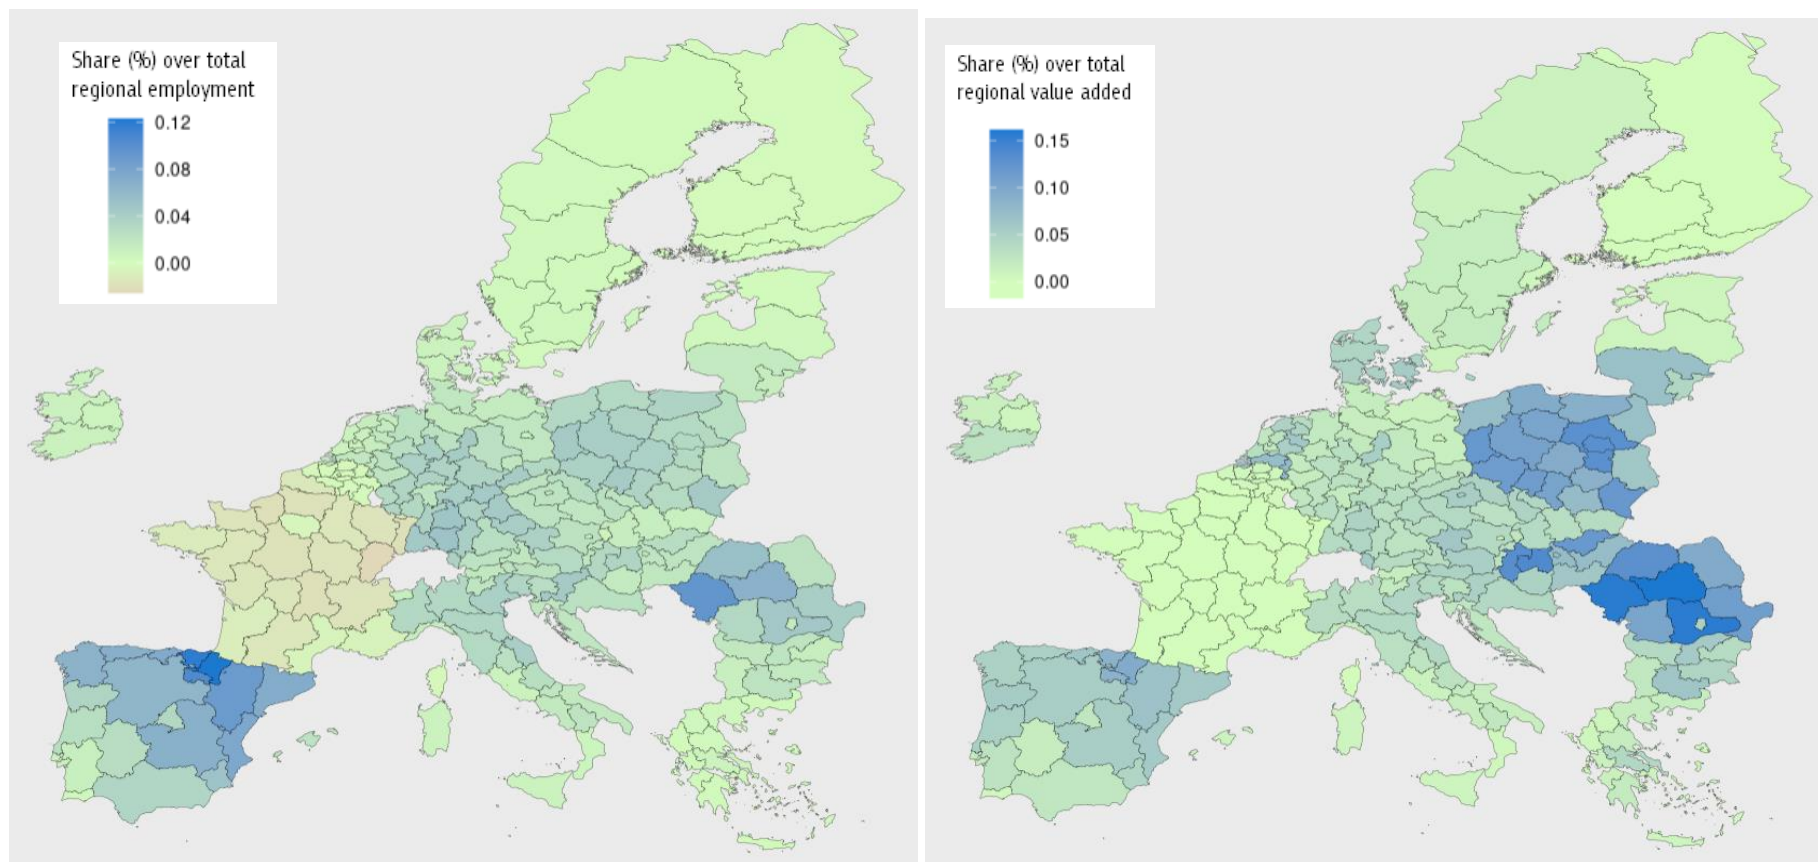 Share (%) over total
regional employment
0.12
0.08
0.04
0.00
Share (%) over total
regional value added
0.15
0.10
0.05
0.00